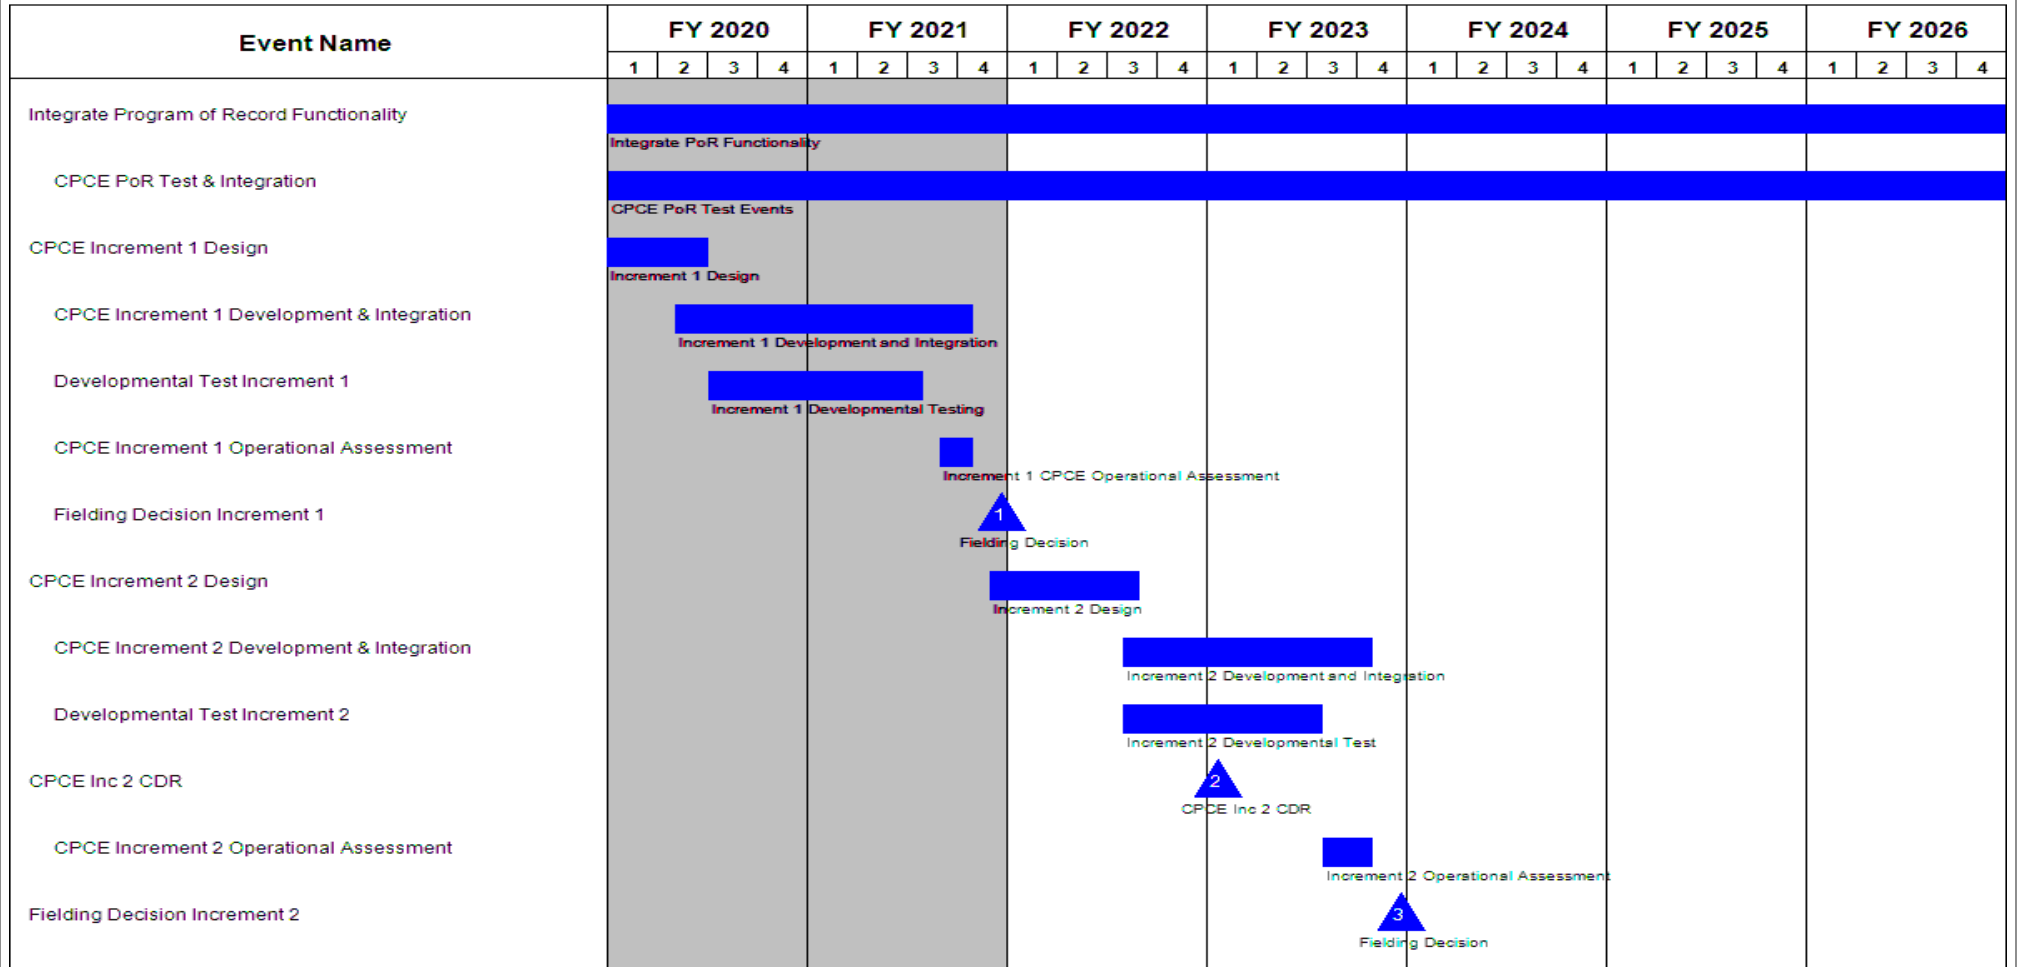 Event Name
FY 2020 FY 2021 FY 2022 FY 2023 FY 2024 FY 2025 FY 2026
1 2 3 4 1 2 3 4 1 2 3 4 1 2 3 4 1 2 3 4 1 2 3 4 1 2 3 4
Integrate Program of Record Functionality
Integrate PoR Functionality
CPCE PoR Test & Integration
CPCE PoR Test Events
CPCE Increment 1 Design
Increment 1 Design
CPCE Increment 1 Development & Integration
Increment 1 Development and Integration
Developmental Test Increment 1
Increment 1 Developmental Testing
CPCE Increment 1 Operational Assessment
Increment 1 CPCE Operational Assessment
Fielding Decision Increment 1
1
Fielding Decision
CPCE Increment 2 Design
Increment 2 Design
CPCE Increment 2 Development & Integration
Increment 2 Development and Integration
Developmental Test Increment 2
Increment 2 Developmental Test
CPCE Inc 2 CDR
2
CPCE Inc 2 CDR
CPCE Increment 2 Operational Assessment
Increment 2 Operational Assessment
Fielding Decision Increment 2
3
Fielding Decision